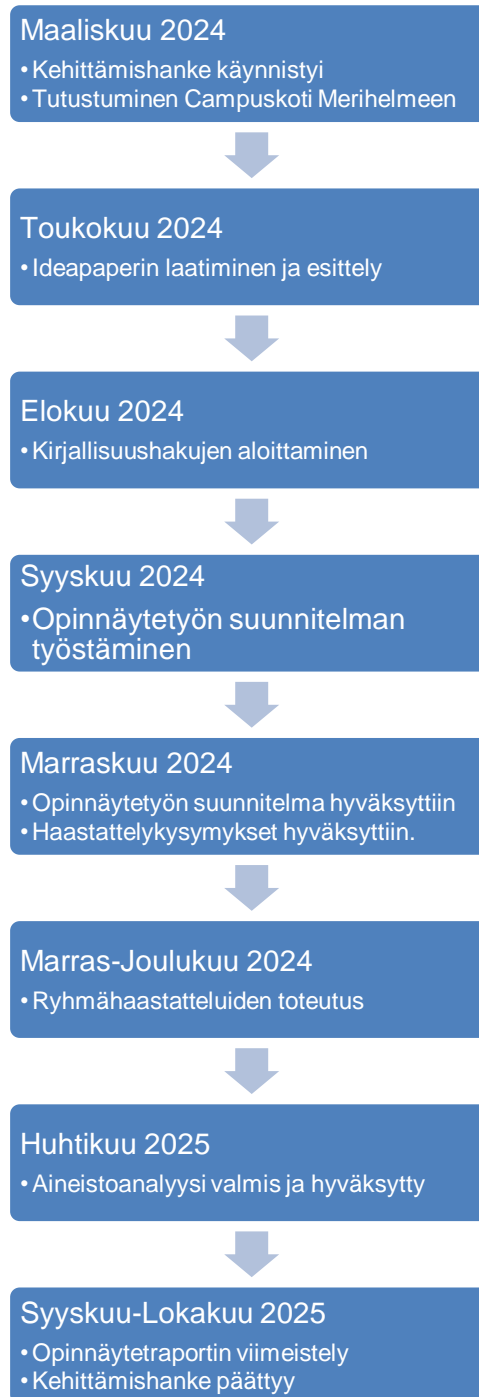 Maaliskuu 2024
•Kehittämishanke käynnistyi
•Tutustuminen Campuskoti Merihelmeen
Toukokuu 2024
•Ideapaperin laatiminen ja esittely
Elokuu 2024
•Kirjallisuushakujen aloittaminen
Syyskuu 2024
•Opinnäytetyön suunnitelman
työstäminen
Marraskuu 2024
•Opinnäytetyön suunnitelma hyväksyttiin
•Haastattelykysymykset hyväksyttiin.
Marras-Joulukuu 2024
•Ryhmähaastatteluiden toteutus
Huhtikuu 2025
•Aineistoanalyysi valmis ja hyväksytty
Syyskuu-Lokakuu 2025
•Opinnäytetraportin viimeistely
•Kehittämishanke päättyy